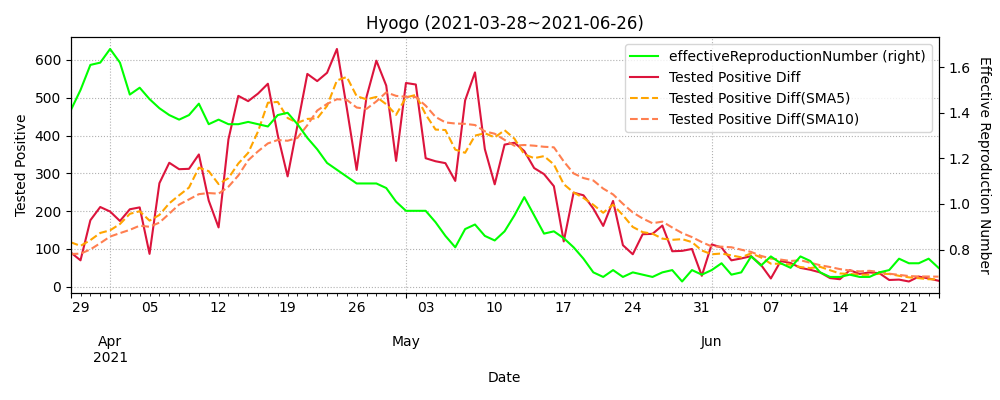 Hyogo (2021-03-28~2021-06-26)
effectiveReproductionNumber (right)
Tested Positive Diff
Tested Positive Diff(SMA5)
Tested Positive Diff(SMA10)
Tested Positive
600
500
400
300
200
100
0
1.6
1.4
1.2
1.0
0.8
Effective Reproduction Number
29 05 12 19 26 03 10 17 24 31 07 14 21
Apr May Jun
2021
Date